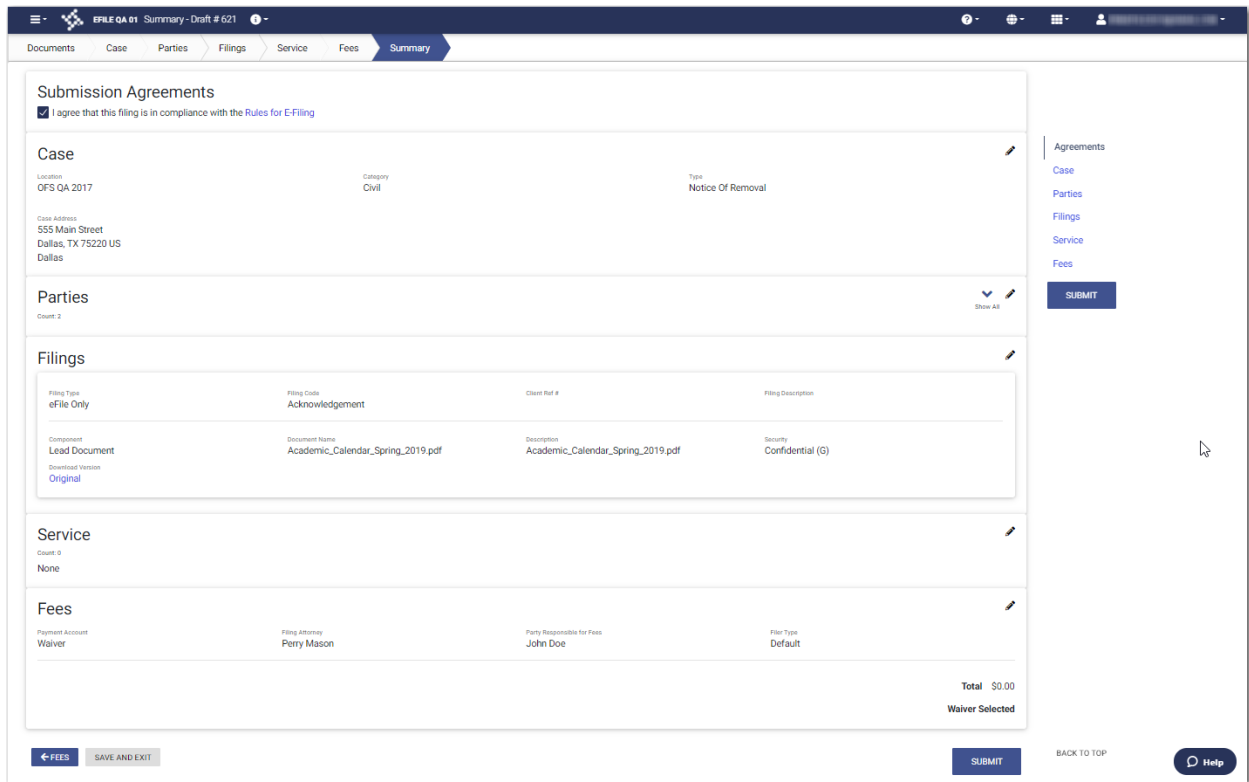 EFILE QA 01 Summary - Draft # 621
Documents Case Parties Filings Service Fees Summary
Submission Agreements
I agree that this filing is in compliance with the Rules for E-Filing
Case
Location Category Type
OFS QA 2017 Civil Notice Of Removal
Case Address
555 Main Street
Dallas, TX 75220 US
Dallas
Parties
Show All
Count: 2
Filings
Filing Type Filing Code Client Ref # Filing Description
eFile Only Acknowledgement
Component Document Name Description Security
Lead Document Academic_Calendar_Spring_2019.pdf Academic_Calendar_Spring_2019.pdf Confidential (G)
Download Version
Original
Service
Count: 0
None
Fees
Payment Account Filing Attorney Party Responsible for Fees Filer Type
Waiver Perry Mason John Doe Default
Total $0.00
Waiver Selected
FEES SAVE AND EXIT SUBMIT
Agreements
Case
Parties
Filings
Service
Fees
SUBMIT
BACK TO TOP
Help